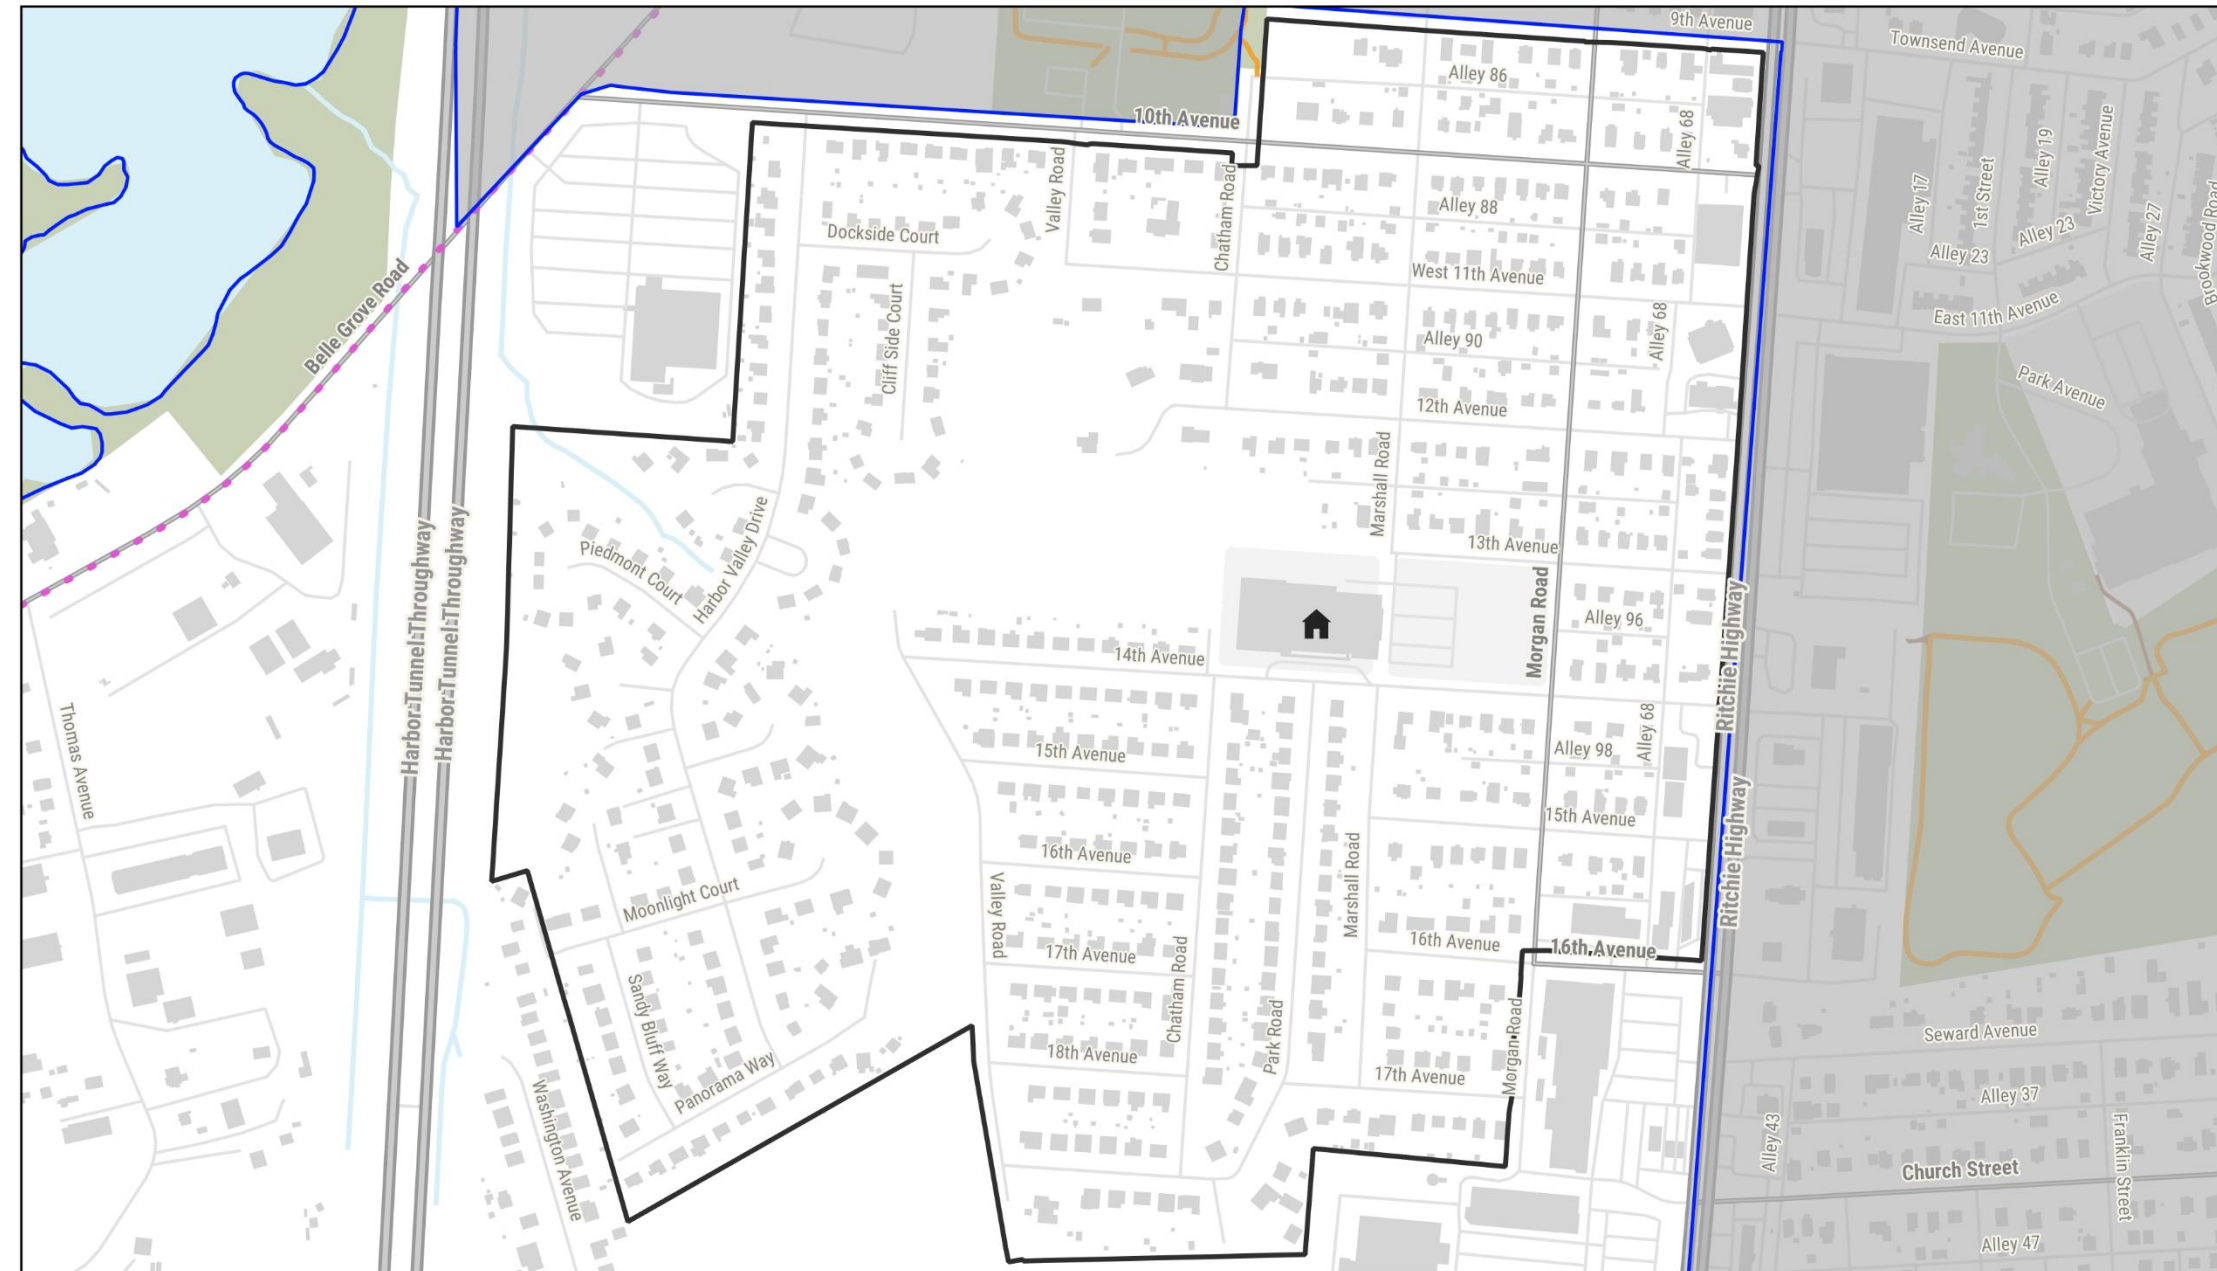 9th Avenue
Townsend Avenue
Alley 86
10th Avenue
Alley 68
Alley 19
Victory Avenue
Valley Road
Chatham Road
Alley 17
1st Street
Alley 27
Brookwood Road
Alley 88
Dockside Court
Alley 23
Alley 23
West 11th Avenue
Belle Grove Road
Cliff Side Court
Alley 90
Alley 68
East 11th Avenue
Park Avenue
12th Avenue
Marshall Road
Harbor Tunnel Throughway
Harbor Tunnel Throughway
Piedmont Court
Harbor Valley Drive
13th Avenue
Morgan Road
Alley 96
Ritchie Highway
14th Avenue
Thomas Avenue
15th Avenue
Alley 98
Alley 68
15th Avenue
Ritchie Highway
16th Avenue
Marshall Road
Moonlight Court
Valley Road
17th Avenue
Chatham Road
16th Avenue
16th Avenue
Sandy Bluff Way
Park Road
Morgan Road
Seward Avenue
18th Avenue
17th Avenue
Panorama Way
Washington Avenue
Alley 37
Alley 43
Franklin Street
Church Street
Alley 47